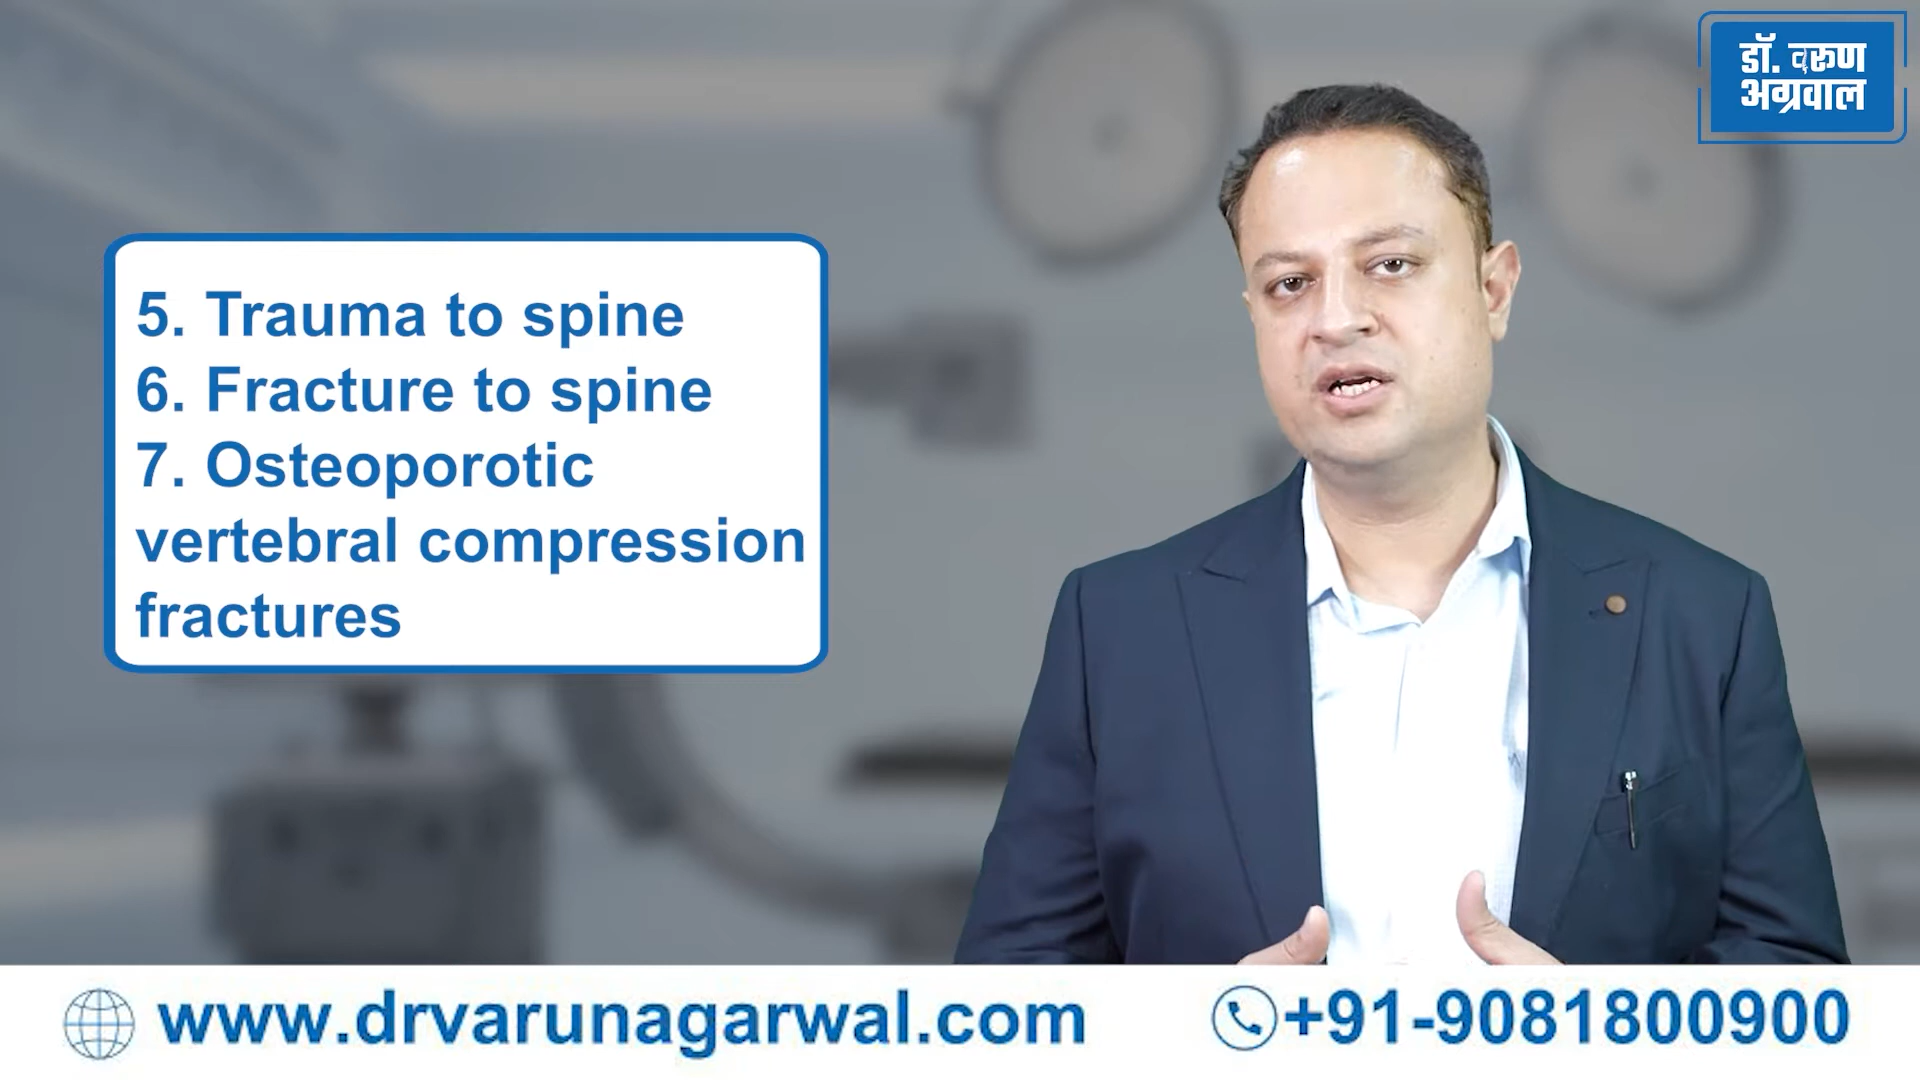 डॉ. वरुण
अग्रवाल
5. Trauma to spine
6. Fracture to spine
7. Osteoporotic
vertebral compression
fractures
www.drvarunagarwal.com
+91-9081800900